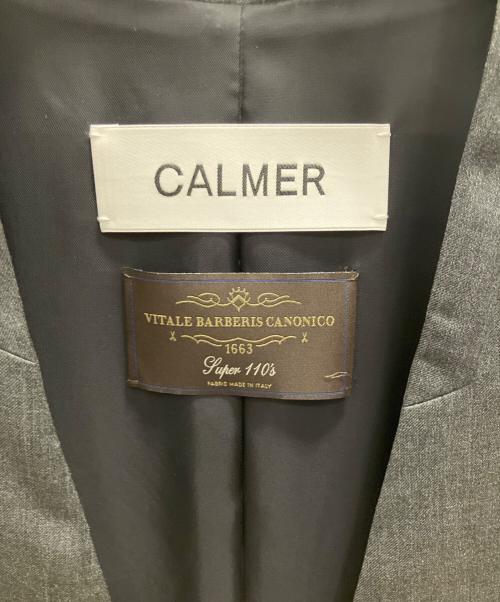 CALMER
VITALE BARBERIS CANONICO
1663
Super 110's
FABRIC MADE IN ITALY